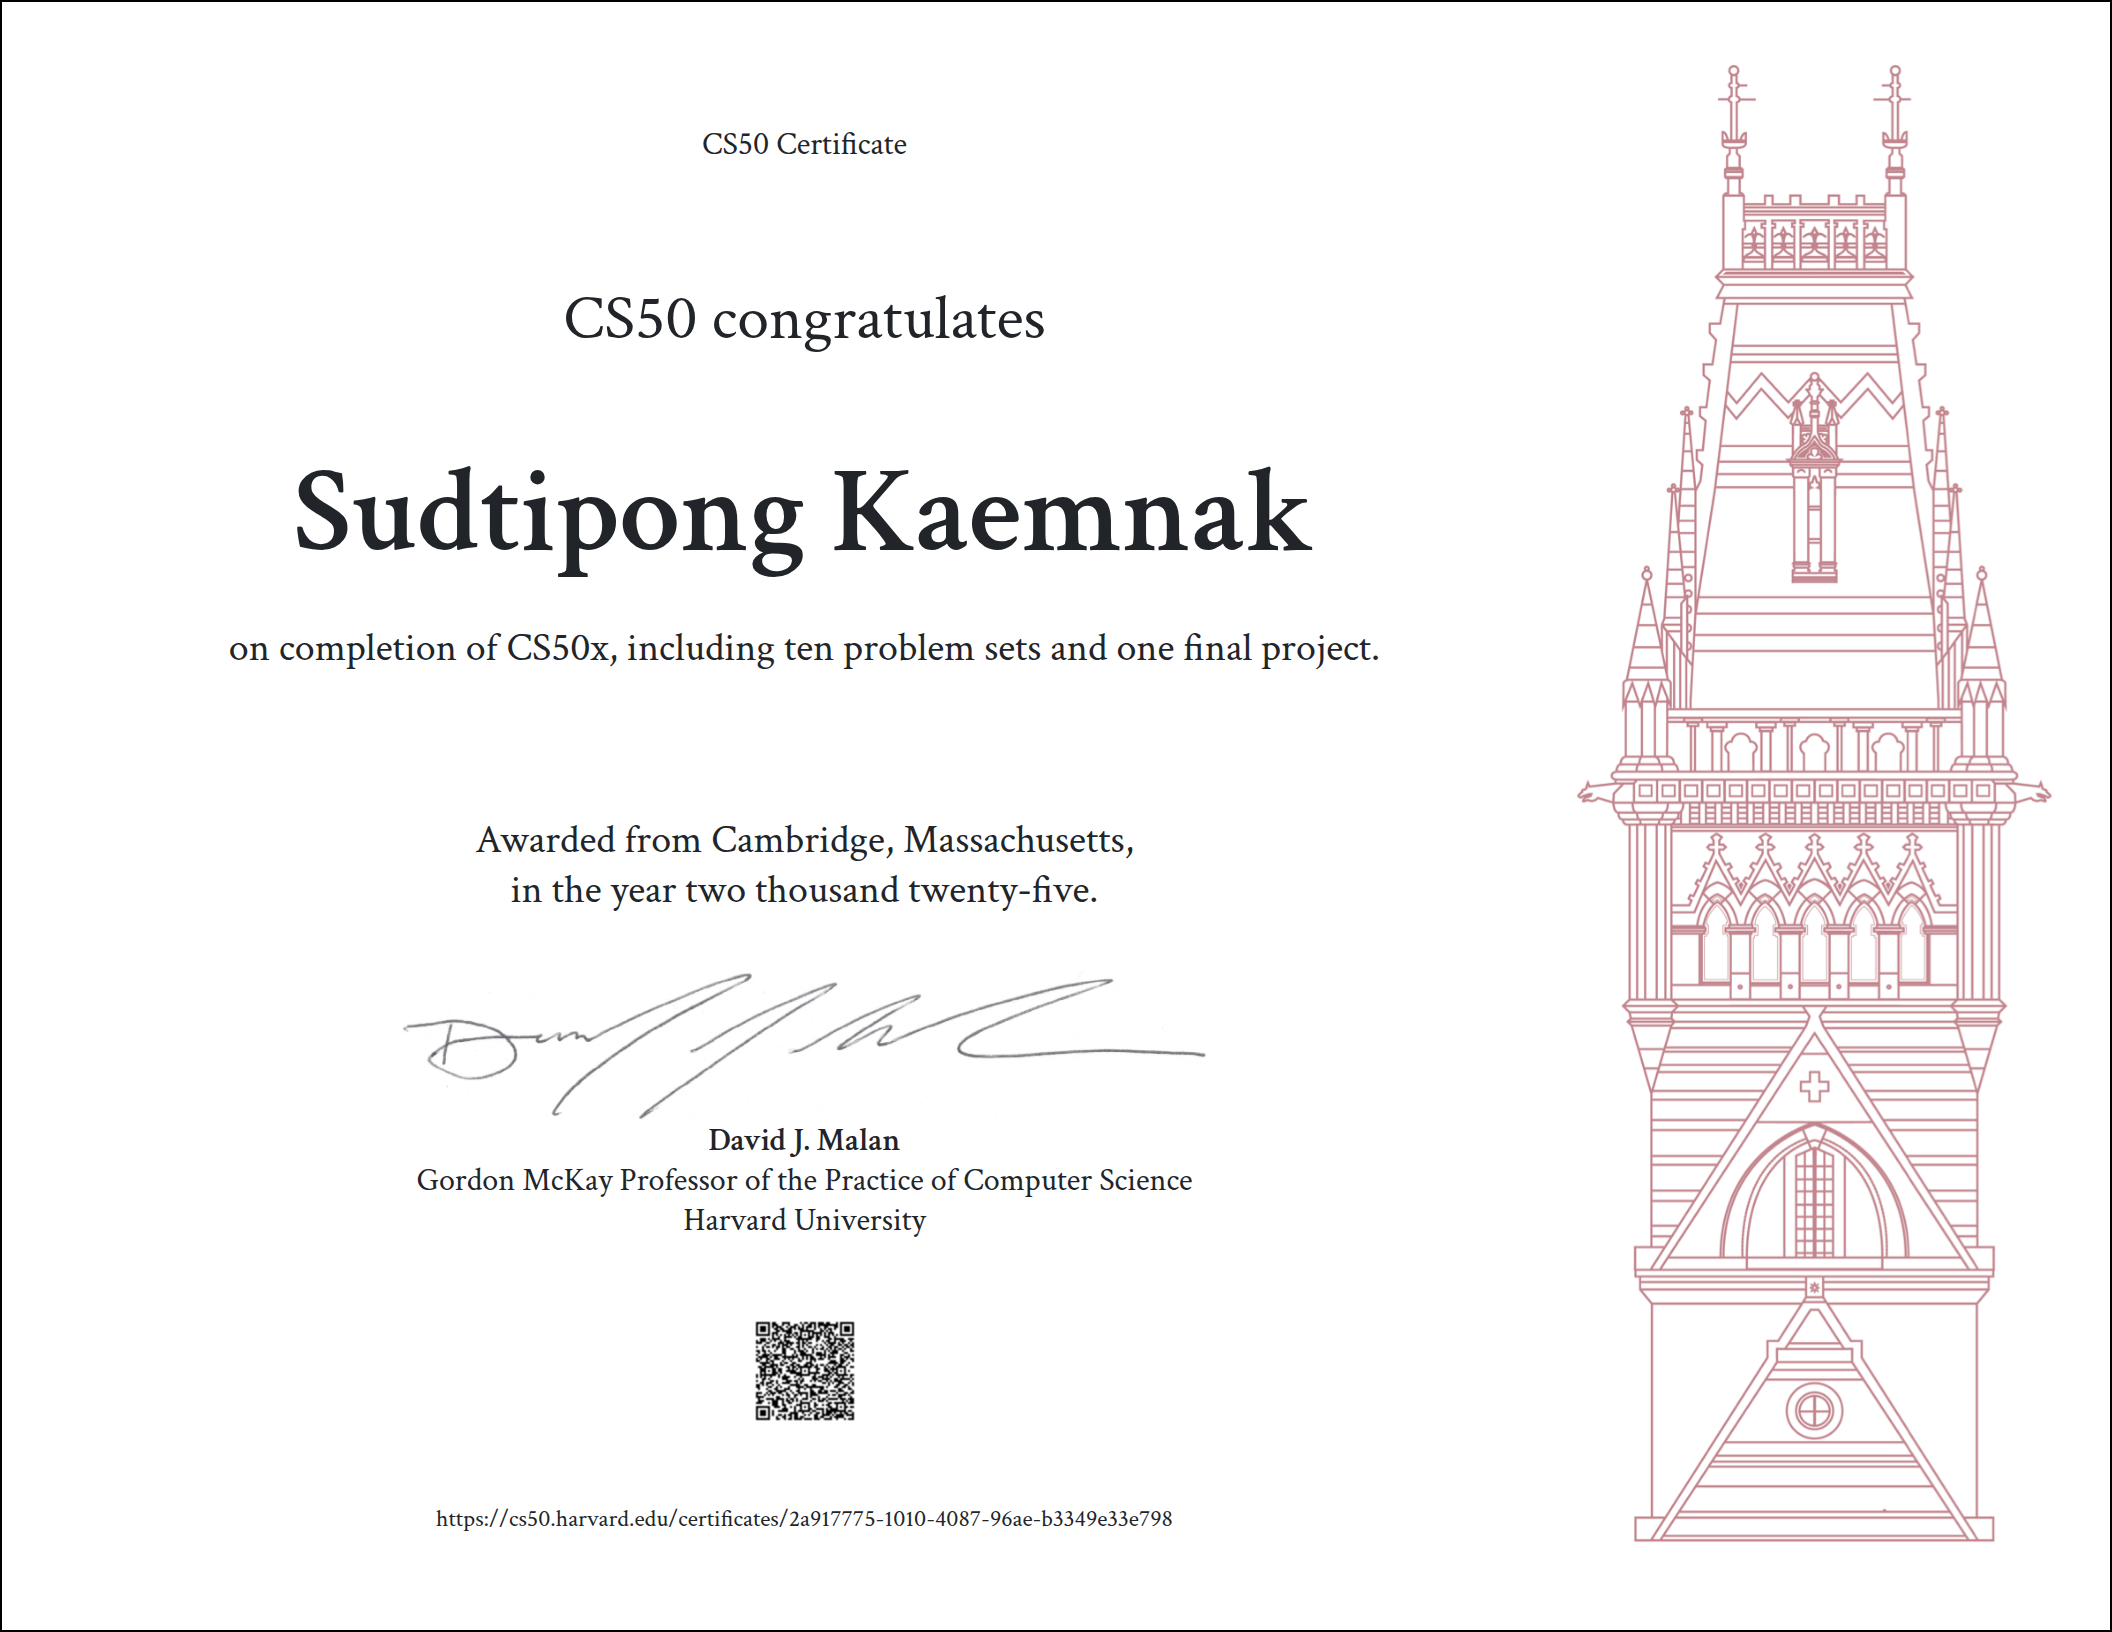 CS50 Certificate
CS50 congratulates
Sudtipong Kaemnak
on completion of CS50x, including ten problem sets and one final project.
Awarded from Cambridge, Massachusetts,
in the year two thousand twenty-five.
David J. Malan
Gordon McKay Professor of the Practice of Computer Science
Harvard University
https://cs50.harvard.edu/certificates/2a917775-1010-4087-96ae-b3349e33e798